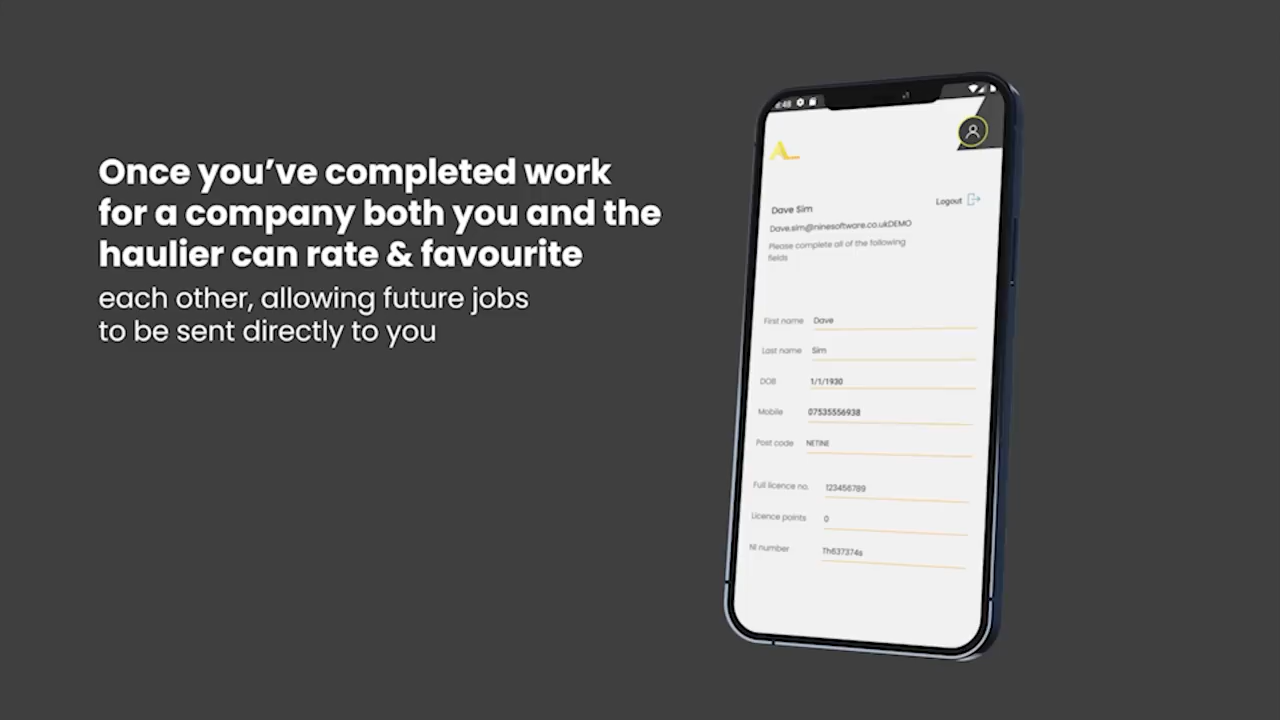 Once you've completed work
for a company both you and the
haulier can rate & favourite
each other, allowing future jobs
to be sent directly to you
Logout
Dave Sim
Dave.sim@ninesoftware.co.ukDEMO
Please complete all of the following
fields
First name Dave
Last name Sim
DOB 1/1/1930
Mobile 07535556938
Post code
Full licence no. 123456789
Licence points 0
NI number Th637374s